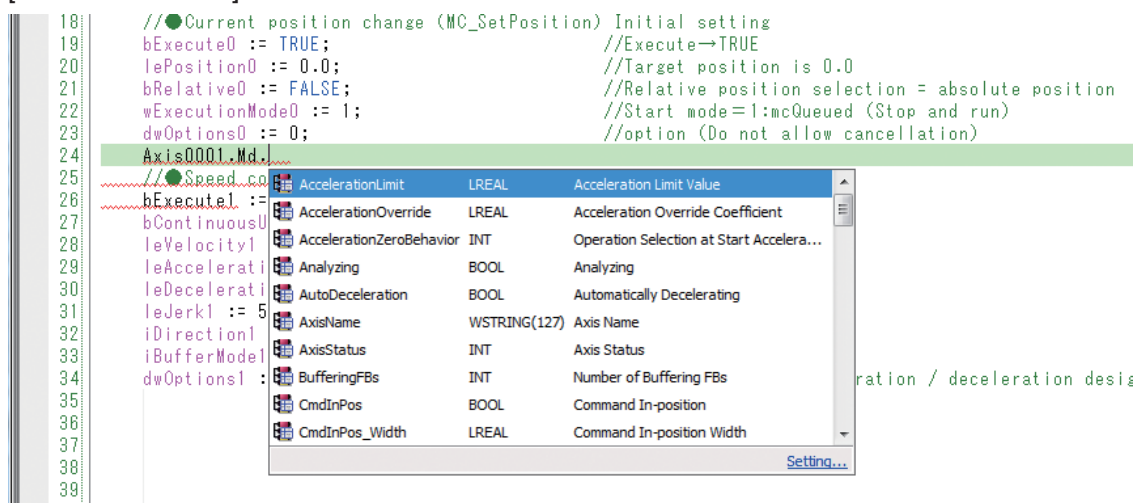 18 //●Current position change (MC_SetPosition) Initial setting
19 bExecute0 := TRUE; //Execute→TRUE
20 lePosition0 := 0.0; //Target position is 0.0
21 bRelative0 := FALSE; //Relative position selection = absolute position
22 wExecutionMode0 := 1; //Start mode＝1:mcQueued (Stop and run)
23 dwOptions0 := 0; //option (Do not allow cancellation)
24 Axis0001.Md.
25 //●Speed co
26 bExecute1 :=
27 bContinuousU
28 leVelocity1
29 leAccelerati
30 leDecelerati
31 leJerk1 := 5
32 iDirection1
33 iBufferMode1
34 dwOptions1 : ration / deceleration desig
35
36
37
38
39
AccelerationLimit LREAL Acceleration Limit Value
AccelerationOverride LREAL Acceleration Override Coefficient
AccelerationZeroBehavior INT Operation Selection at Start Accelera...
Analyzing BOOL Analyzing
AutoDeceleration BOOL Automatically Decelerating
AxisName WSTRING(127) Axis Name
AxisStatus INT Axis Status
BufferingFBs INT Number of Buffering FBs
CmdInPos BOOL Command In-position
CmdInPos_Width LREAL Command In-position Width
Setting...